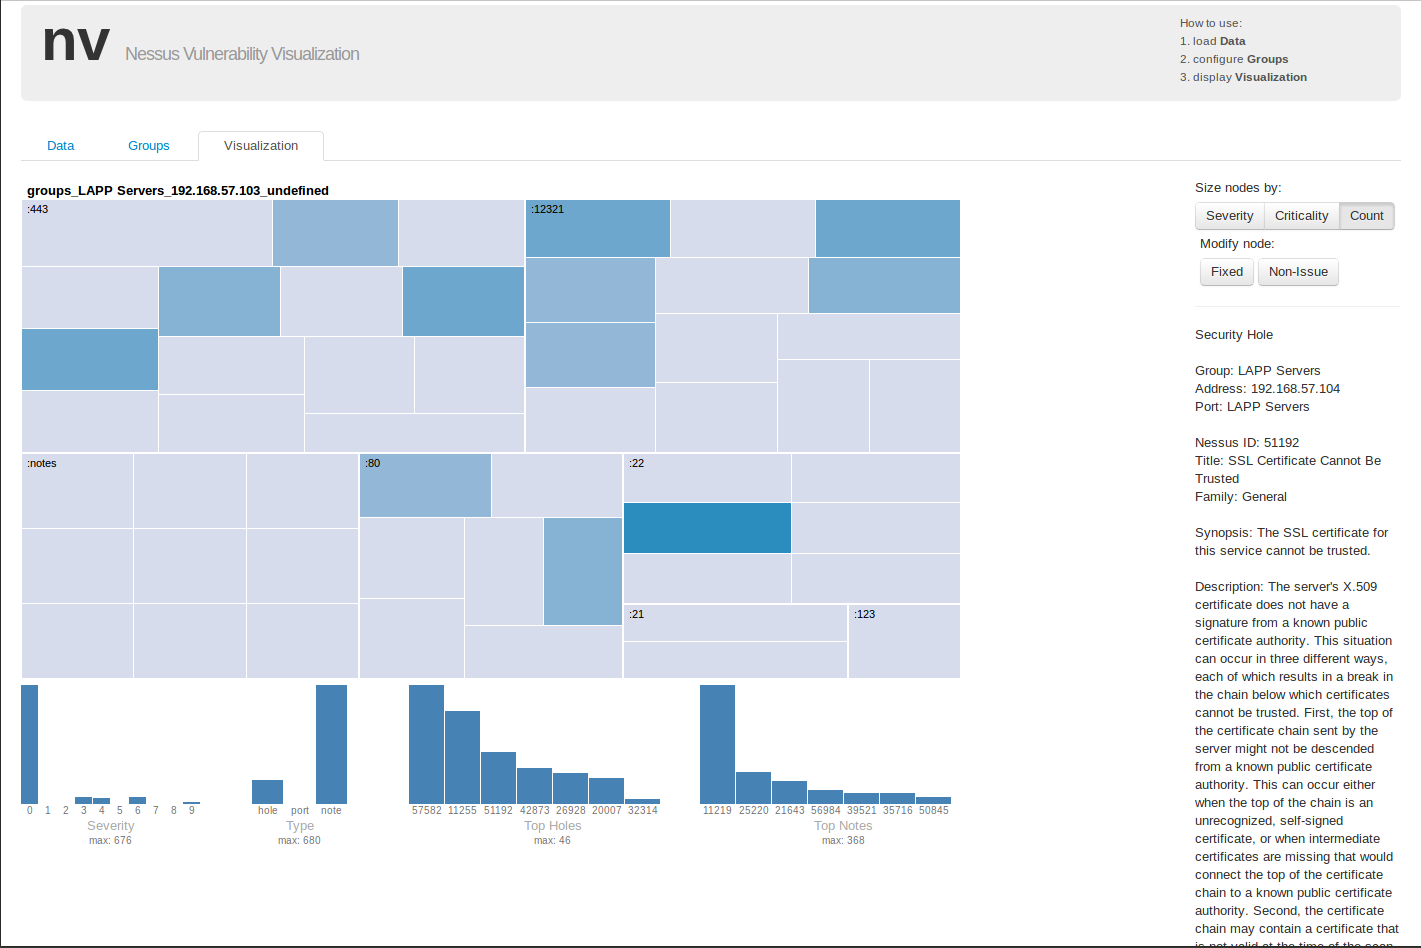 nv Nessus Vulnerability Visualization
How to use:
1. load Data
2. configure Groups
3. display Visualization
Data Groups Visualization
groups_LAPP Servers_192.168.57.103_undefined
:443 :12321
:notes :80 :22
:21 :123
0 1 2 3 4 5 6 7 8 9
Severity
max: 676
hole port note
Type
max: 680
57582 11255 51192 42873 26928 20007 32314
Top Holes
max: 46
11219 25220 21643 56984 39521 35716 50845
Top Notes
max: 368
Size nodes by:
Severity Criticality Count
Modify node:
Fixed Non-Issue
Security Hole
Group: LAPP Servers
Address: 192.168.57.104
Port: LAPP Servers
Nessus ID: 51192
Title: SSL Certificate Cannot Be
Trusted
Family: General
Synopsis: The SSL certificate for
this service cannot be trusted.
Description: The server's X.509
certificate does not have a
signature from a known public
certificate authority. This situation
can occur in three different ways,
each of which results in a break in
the chain below which certificates
cannot be trusted. First, the top of
the certificate chain sent by the
server might not be descended
from a known public certificate
authority. This can occur either
when the top of the chain is an
unrecognized, self-signed
certificate, or when intermediate
certificates are missing that would
connect the top of the certificate
chain to a known public certificate
authority. Second, the certificate
chain may contain a certificate that
is not valid at the time of the scan